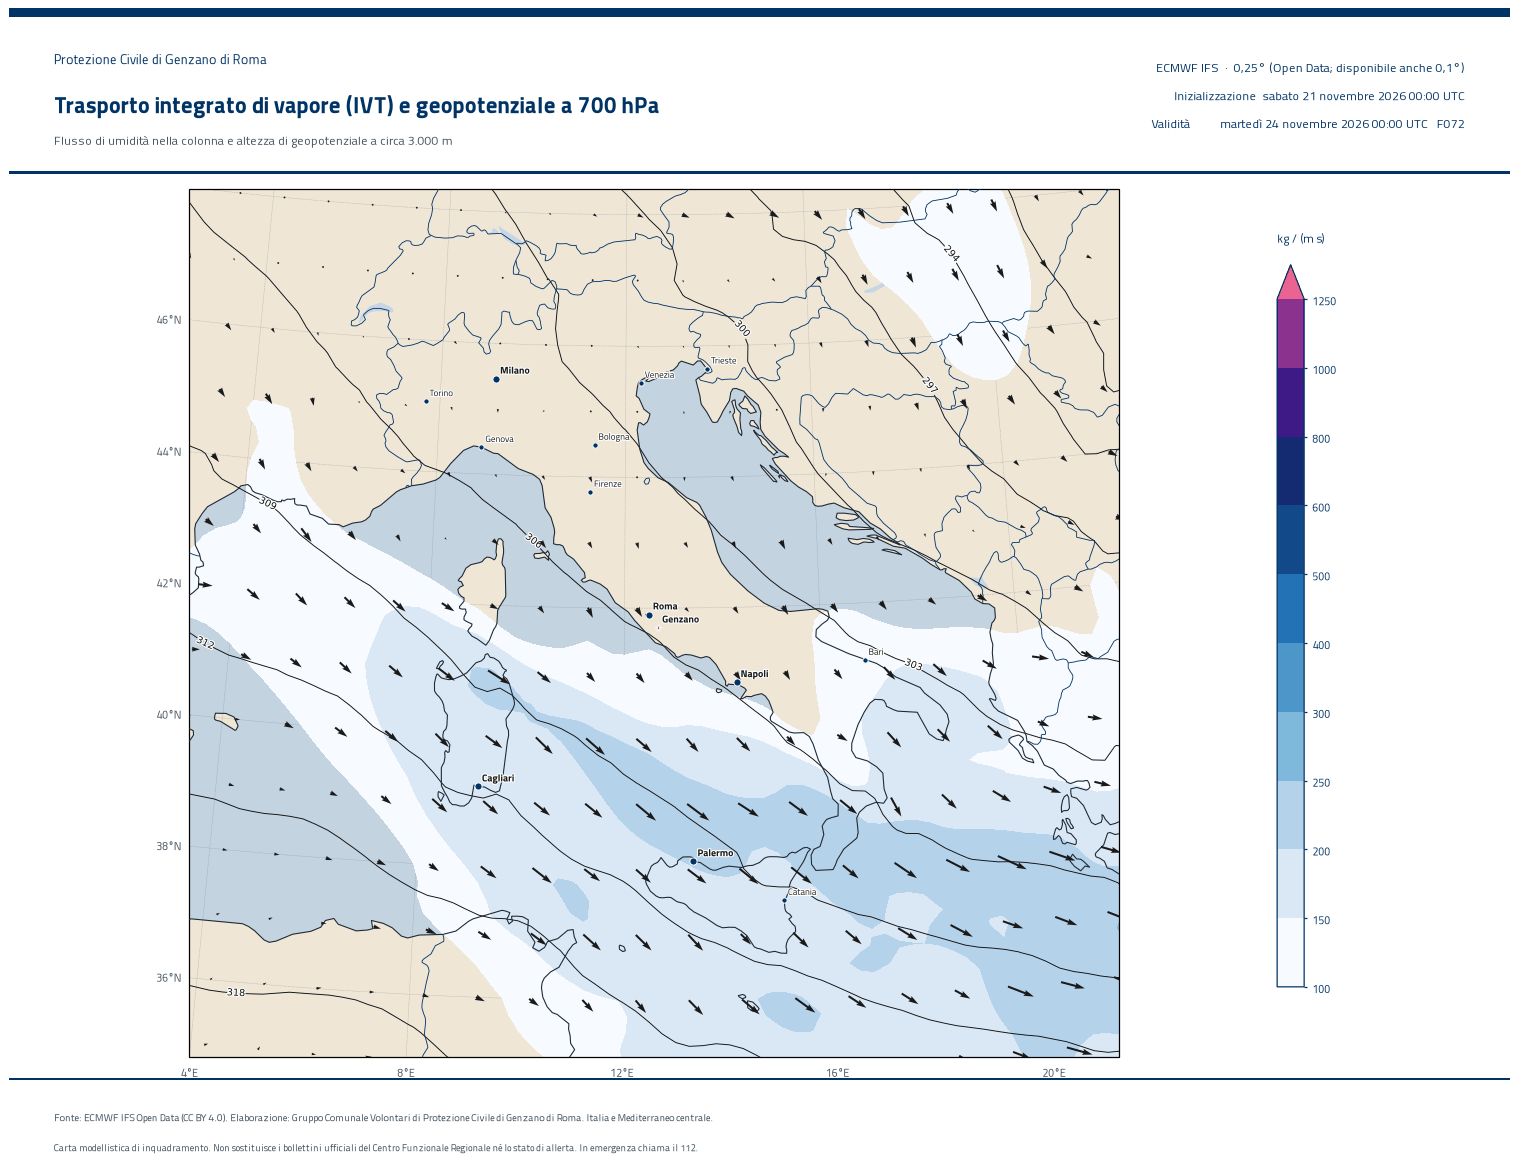 Protezione Civile di Genzano di Roma
Trasporto integrato di vapore (IVT) e geopotenziale a 700 hPa
Flusso di umidità nella colonna e altezza di geopotenziale a circa 3.000 m
ECMWF IFS · 0,25° (Open Data; disponibile anche 0,1°)
Inizializzazione sabato 21 novembre 2026 00:00 UTC
Validità martedì 24 novembre 2026 00:00 UTC F072
kg / (m s)
1250
1000
800
600
500
400
300
250
200
150
100
46°N
44°N
42°N
40°N
38°N
36°N
4°E
8°E
12°E
16°E
20°E
294
300
297
309
306
312
303
318
Milano
Torino
Venezia
Trieste
Genova
Bologna
Firenze
Roma
Genzano
Napoli
Bari
Cagliari
Palermo
Catania
Fonte: ECMWF IFS Open Data (CC BY 4.0). Elaborazione: Gruppo Comunale Volontari di Protezione Civile di Genzano di Roma. Italia e Mediterraneo centrale.
Carta modellistica di inquadramento. Non sostituisce i bollettini ufficiali del Centro Funzionale Regionale né lo stato di allerta. In emergenza chiama il 112.